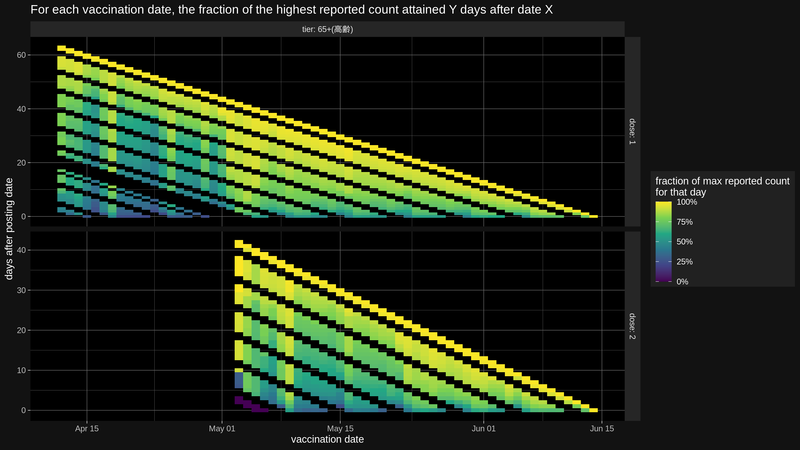 For each vaccination date, the fraction of the highest reported count attained Y days after date X
tier: 65+(高齢)
60
40
20
0
dose: 1
40
30
20
10
0
dose: 2
days after posting date
Apr 15
May 01
May 15
Jun 01
Jun 15
vaccination date
fraction of max reported count
for that day
100%
75%
50%
25%
0%